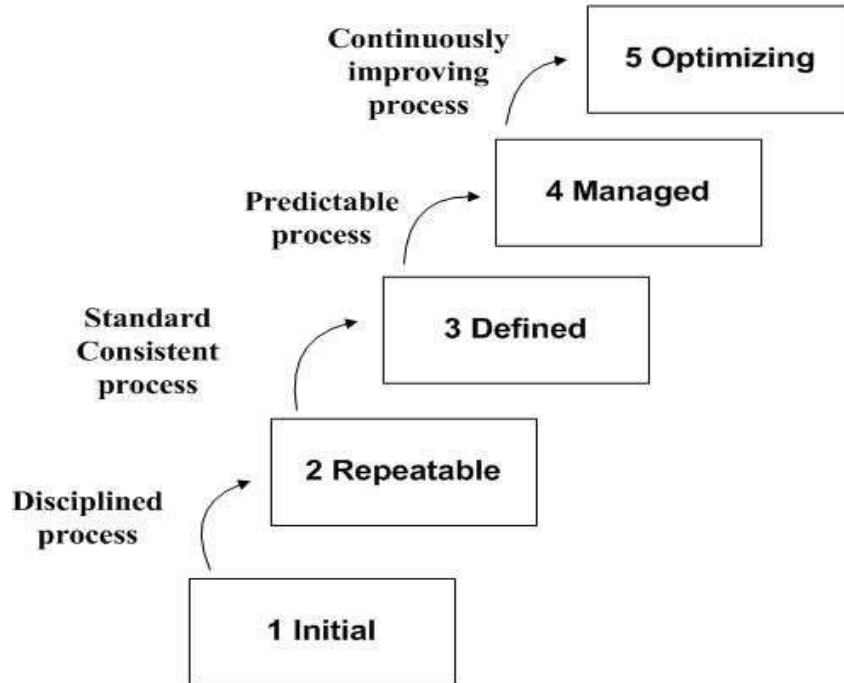 Continuously
improving
process
5 Optimizing
Predictable
process
4 Managed
Standard
Consistent
process
3 Defined
Disciplined
process
2 Repeatable
1 Initial